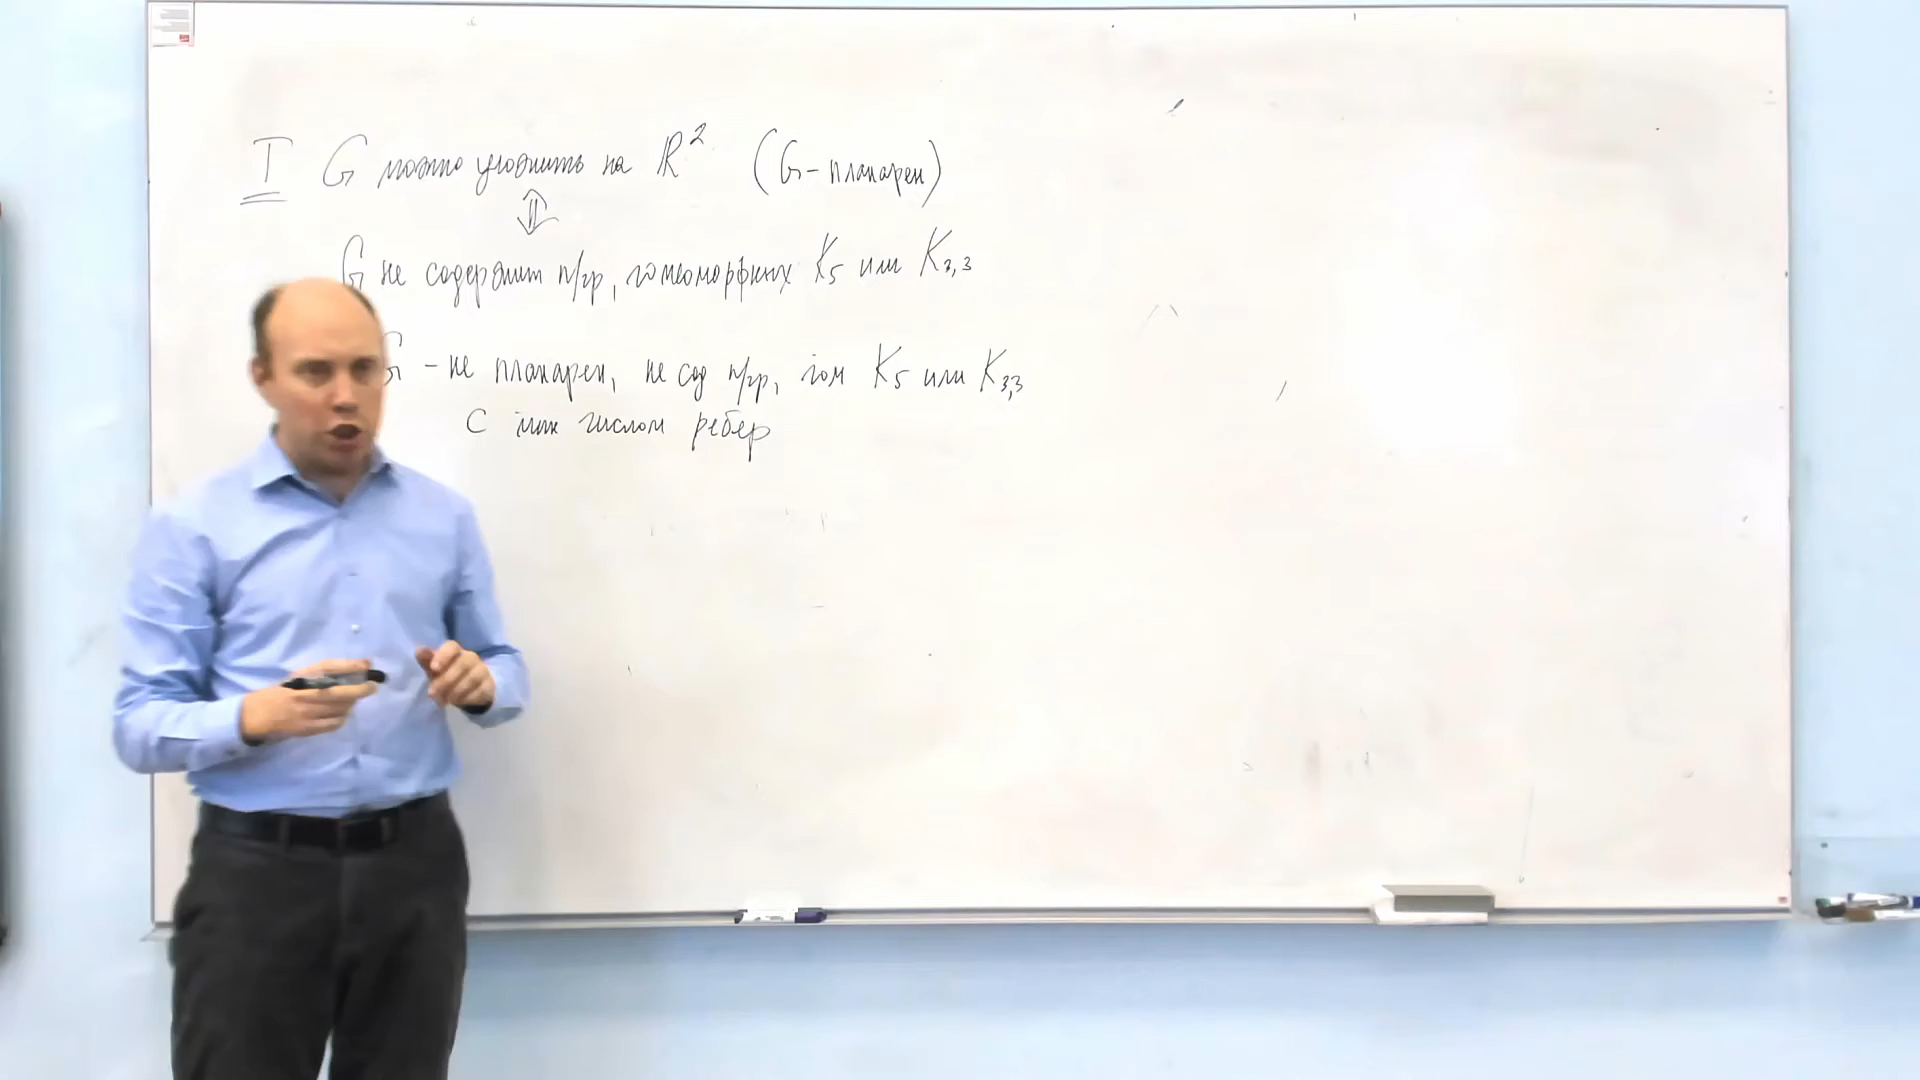 T G можно уложить на R² (G-планарен)
⇕
G не содержит п/гр, гомеоморфных K₅ или K₃,₃
G - не планарен, не сод п/гр, гом K₅ или K₃,₃
с мин числом ребер